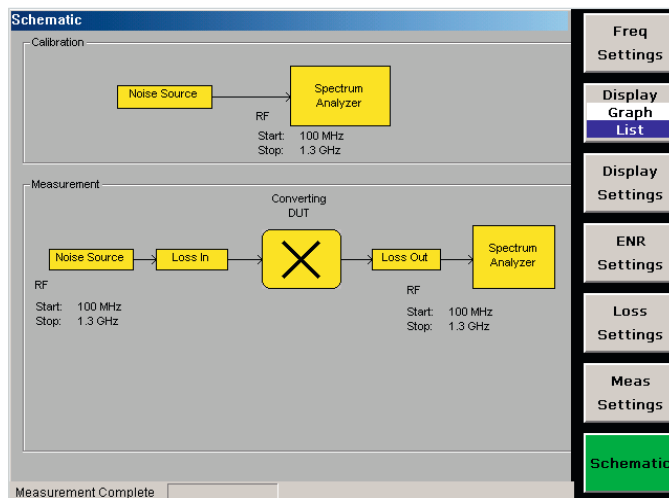 Schematic
Calibration
Noise Source
Spectrum
Analyzer
RF
Start: 100 MHz
Stop: 1.3 GHz
Measurement
Converting
DUT
Noise Source
Loss In
Loss Out
Spectrum
Analyzer
RF
Start: 100 MHz
Stop: 1.3 GHz
RF
Start: 100 MHz
Stop: 1.3 GHz
Measurement Complete
Freq
Settings
Display
Graph
List
Display
Settings
ENR
Settings
Loss
Settings
Meas
Settings
Schematic